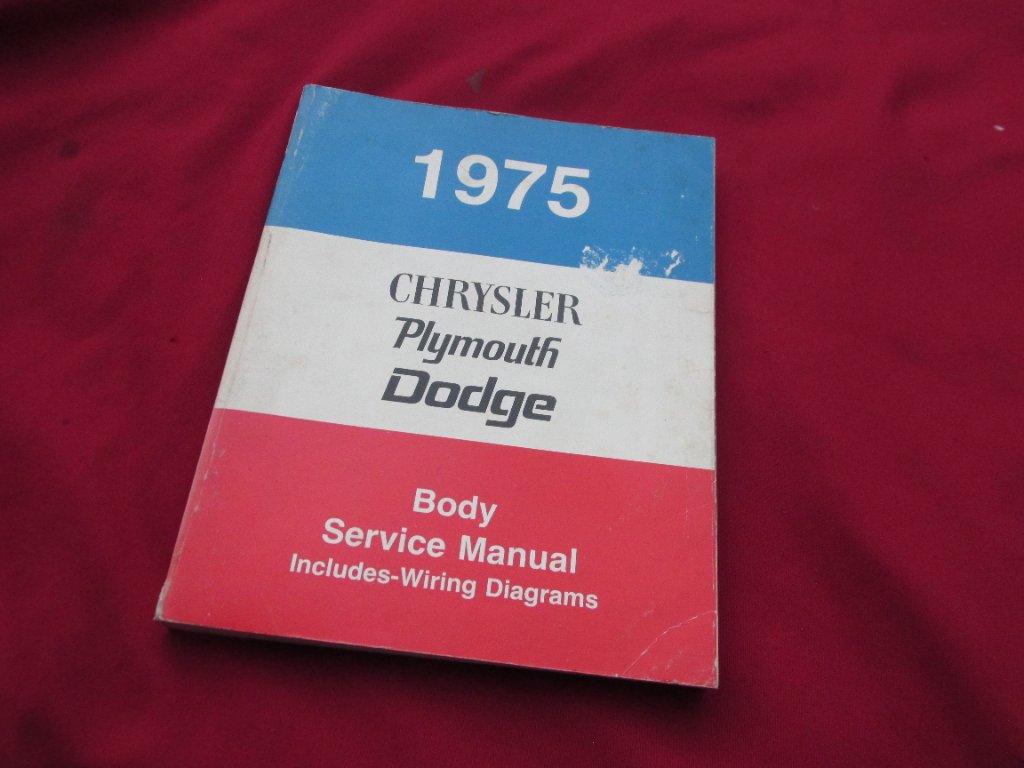 1975
CHRYSLER
Plymouth
Dodge
Body
Service Manual
Includes-Wiring Diagrams